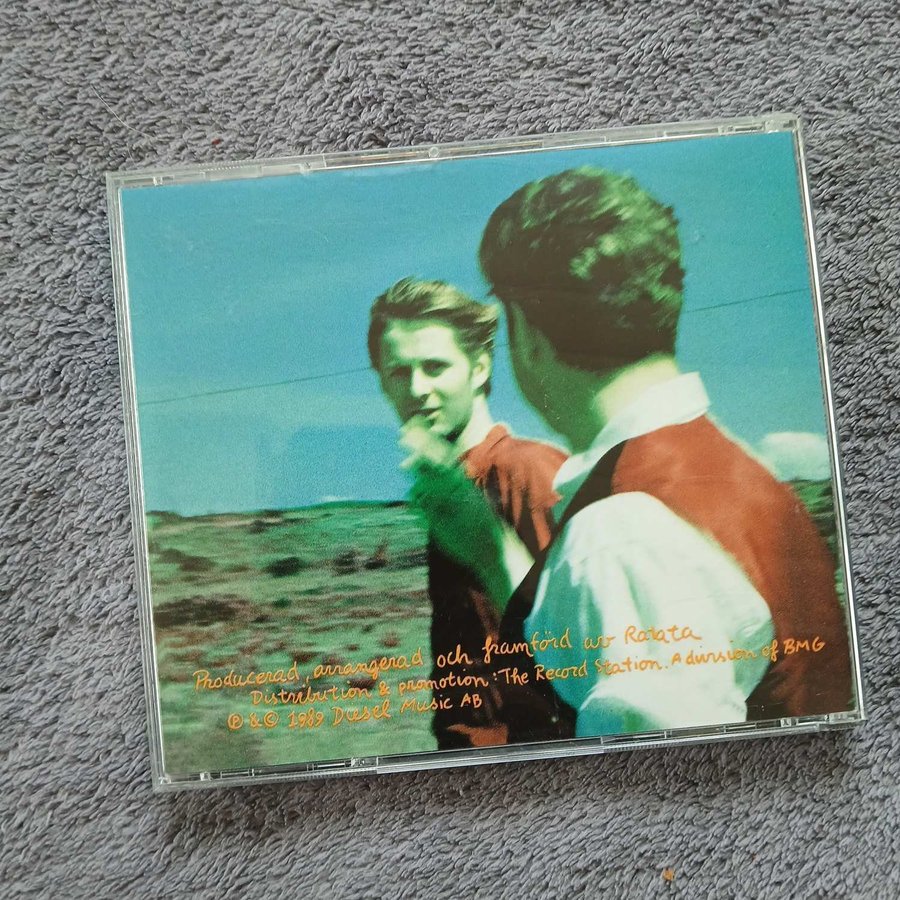 Producerad, arrangerad och framförd av Ratata
Distribution & promotion: The Record Station. A division of BMG
℗ & © 1989 Diesel Music AB